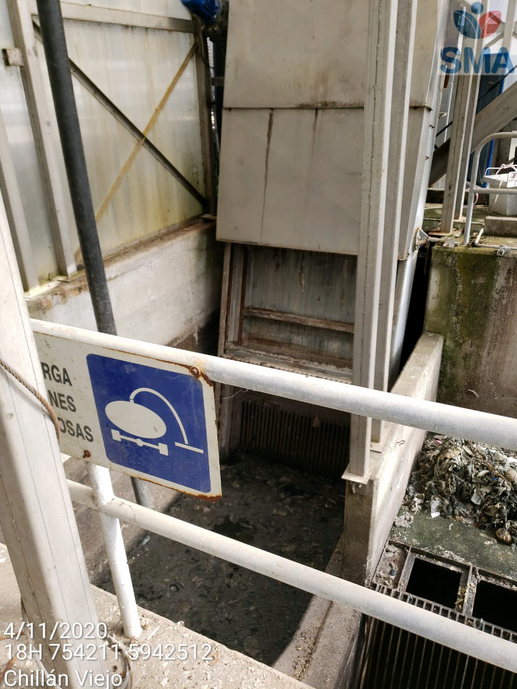 SMA
RGA
NES
OSAS
4/11/2020
18H 754211 5942512
Chillán Viejo